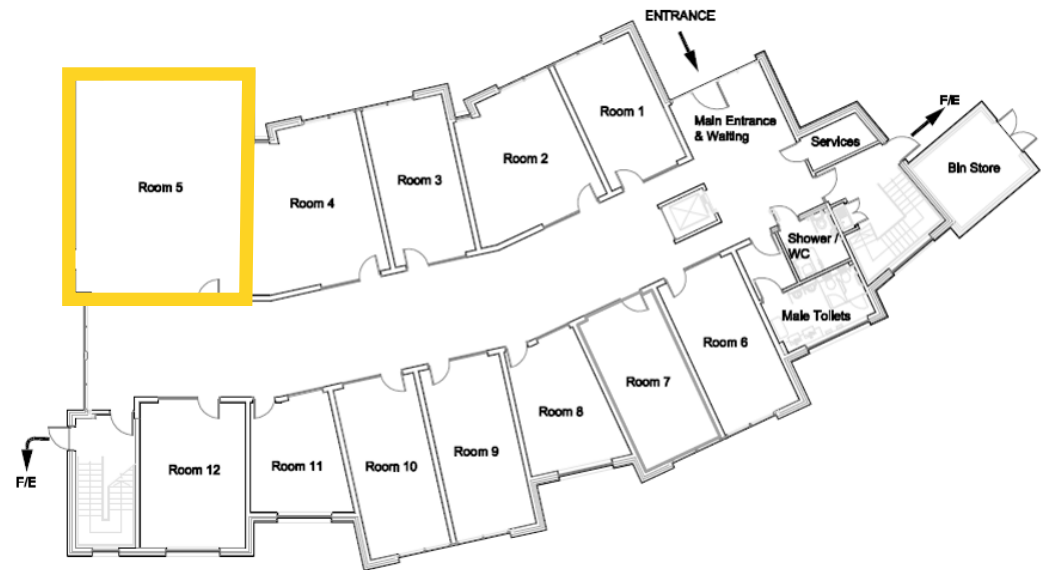 ENTRANCE
F/E
Room 1
Main Entrance
& Waiting
Services
Room 2
Bin Store
Room 3
Room 5
Room 4
Shower /
WC
Male Toilets
Room 6
Room 7
Room 8
Room 9
Room 10
Room 11
Room 12
F/E